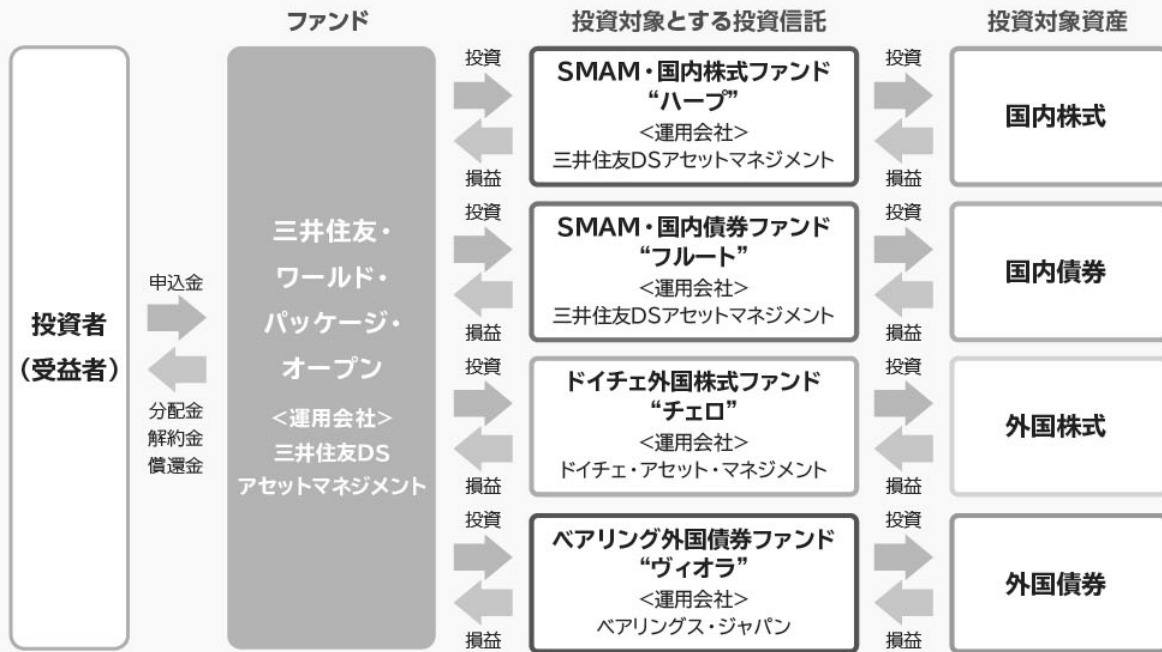 ファンド
投資対象とする投資信託
投資対象資産
投資者
（受益者）
申込金
分配金
解約金
償還金
三井住友・
ワールド・
パッケージ・
オープン
＜運用会社＞
三井住友DS
アセットマネジメント
投資
損益
SMAM・国内株式ファンド
“ハープ”
＜運用会社＞
三井住友DSアセットマネジメント
投資
損益
国内株式
投資
損益
SMAM・国内債券ファンド
“フルート”
＜運用会社＞
三井住友DSアセットマネジメント
投資
損益
国内債券
投資
損益
ドイチェ外国株式ファンド
“チェロ”
＜運用会社＞
ドイチェ・アセット・マネジメント
投資
損益
外国株式
投資
損益
ベアリング外国債券ファンド
“ヴィオラ”
＜運用会社＞
ベアリングス・ジャパン
投資
損益
外国債券